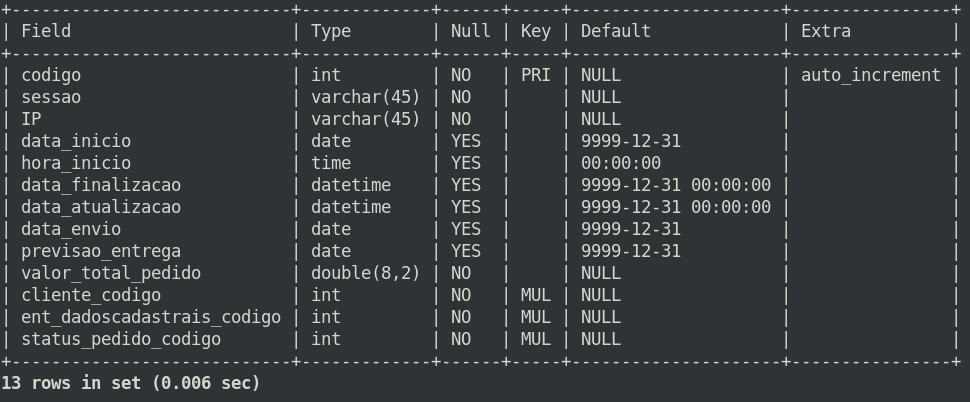 +----------------------------+-------------+------+-----+---------------------+----------------+
| Field                      | Type        | Null | Key | Default             | Extra          |
+----------------------------+-------------+------+-----+---------------------+----------------+
| codigo                     | int         | NO   | PRI | NULL                | auto_increment |
| sessao                     | varchar(45) | NO   |     | NULL                |                |
| IP                         | varchar(45) | NO   |     | NULL                |                |
| data_inicio                | date        | YES  |     | 9999-12-31          |                |
| hora_inicio                | time        | YES  |     | 00:00:00            |                |
| data_finalizacao           | datetime    | YES  |     | 9999-12-31 00:00:00 |                |
| data_atualizacao           | datetime    | YES  |     | 9999-12-31 00:00:00 |                |
| data_envio                 | date        | YES  |     | 9999-12-31          |                |
| previsao_entrega           | date        | YES  |     | 9999-12-31          |                |
| valor_total_pedido         | double(8,2) | NO   |     | NULL                |                |
| cliente_codigo             | int         | NO   | MUL | NULL                |                |
| ent_dadoscadastrais_codigo | int         | NO   | MUL | NULL                |                |
| status_pedido_codigo       | int         | NO   | MUL | NULL                |                |
+----------------------------+-------------+------+-----+---------------------+----------------+
13 rows in set (0.006 sec)